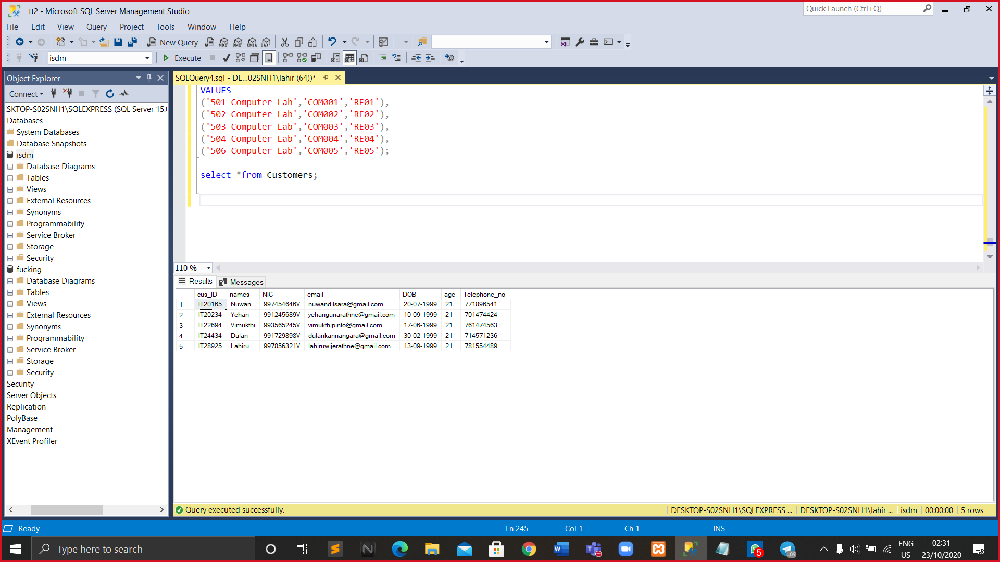 tt2 - Microsoft SQL Server Management Studio
Quick Launch (Ctrl+Q)
File Edit View Query Project Tools Window Help
New Query MDX DMX XMLA DAX
isdm Execute
Object Explorer
Connect
ESKTOP-S02SNH1\SQLEXPRESS (SQL Server 15.0
Databases
System Databases
Database Snapshots
isdm
Database Diagrams
Tables
Views
External Resources
Synonyms
Programmability
Service Broker
Storage
Security
fucking
Database Diagrams
Tables
Views
External Resources
Synonyms
Programmability
Service Broker
Storage
Security
Security
Server Objects
Replication
PolyBase
Management
XEvent Profiler
SQLQuery4.sql - DE...02SNH1\lahir (64))*
VALUES
('501 Computer Lab','COM001','RE01'),
('502 Computer Lab','COM002','RE02'),
('503 Computer Lab','COM003','RE03'),
('504 Computer Lab','COM004','RE04'),
('506 Computer Lab','COM005','RE05');
select *from Customers;
110 %
Results Messages
cus_ID names NIC email DOB age Telephone_no
1 IT20165 Nuwan 997454646V nuwandilsara@gmail.com 20-07-1999 21 771896541
2 IT20234 Yehan 991245689V yehangunarathne@gmail.com 10-09-1999 21 701474424
3 IT22694 Vimukthi 993565245V vimukthipinto@gmail.com 17-06-1999 21 761474563
4 IT24434 Dulan 991729898V dulankannangara@gmail.com 30-02-1999 21 714571236
5 IT28925 Lahiru 997856321V lahiruwijerathne@gmail.com 13-09-1999 21 781554489
Query executed successfully. DESKTOP-S02SNH1\SQLEXPRESS ... DESKTOP-S02SNH1\lahir ... isdm 00:00:00 5 rows
Ready Ln 245 Col 1 Ch 1 INS
Type here to search
5
..09
ENG
US
02:31
23/10/2020